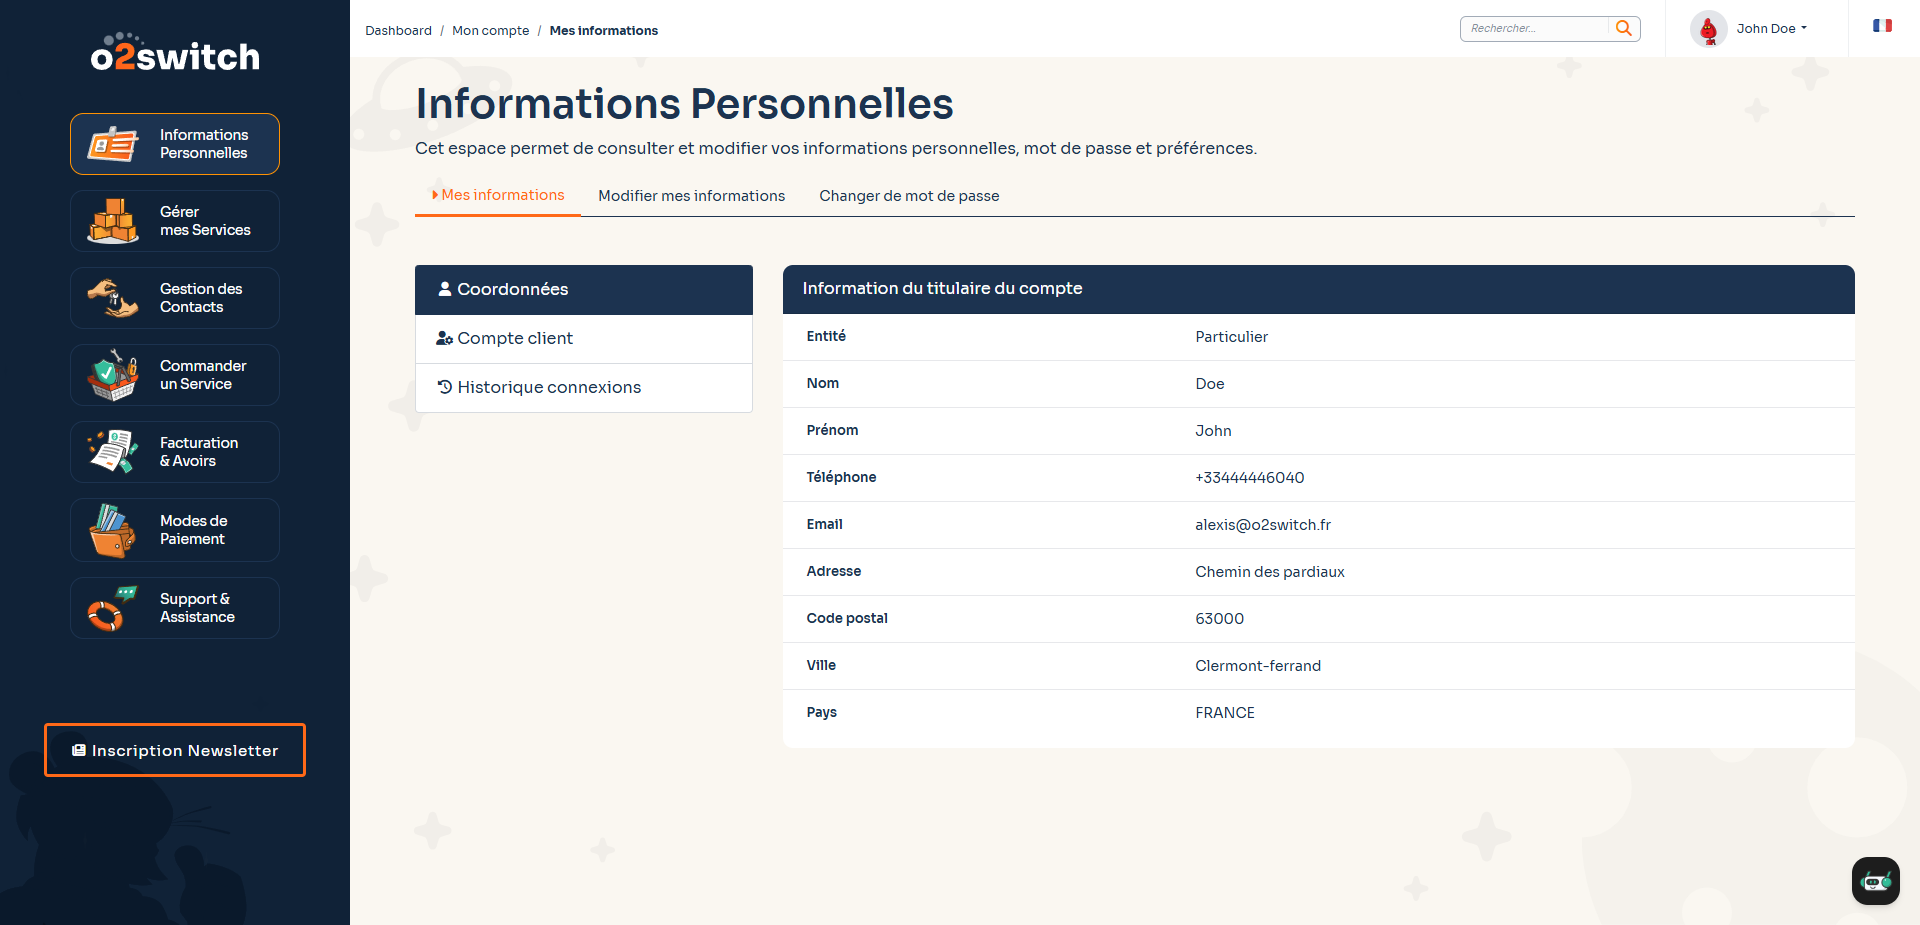 o2switch
Informations
Personnelles
Gérer
mes Services
Gestion des
Contacts
Commander
un Service
Facturation
& Avoirs
Modes de
Paiement
Support &
Assistance
Inscription Newsletter
Dashboard / Mon compte / Mes informations
Rechercher...
John Doe
Informations Personnelles
Cet espace permet de consulter et modifier vos informations personnelles, mot de passe et préférences.
Mes informations
Modifier mes informations
Changer de mot de passe
Coordonnées
Compte client
Historique connexions
Information du titulaire du compte
Entité Particulier
Nom Doe
Prénom John
Téléphone +33444446040
Email alexis@o2switch.fr
Adresse Chemin des pardiaux
Code postal 63000
Ville Clermont-ferrand
Pays FRANCE